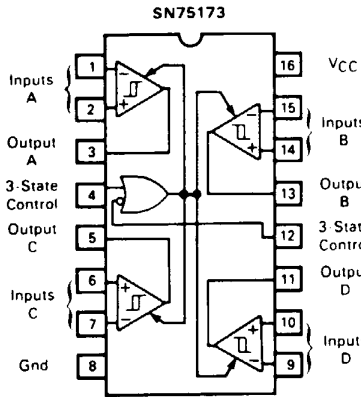 SN75173
Inputs A
1
2
Output A
3
3-State Control
4
Output C
5
Inputs C
6
7
Gnd
8
16
VCC
15
Inputs B
14
13
Output B
12
3-State Control
11
Output D
10
Inputs D
9